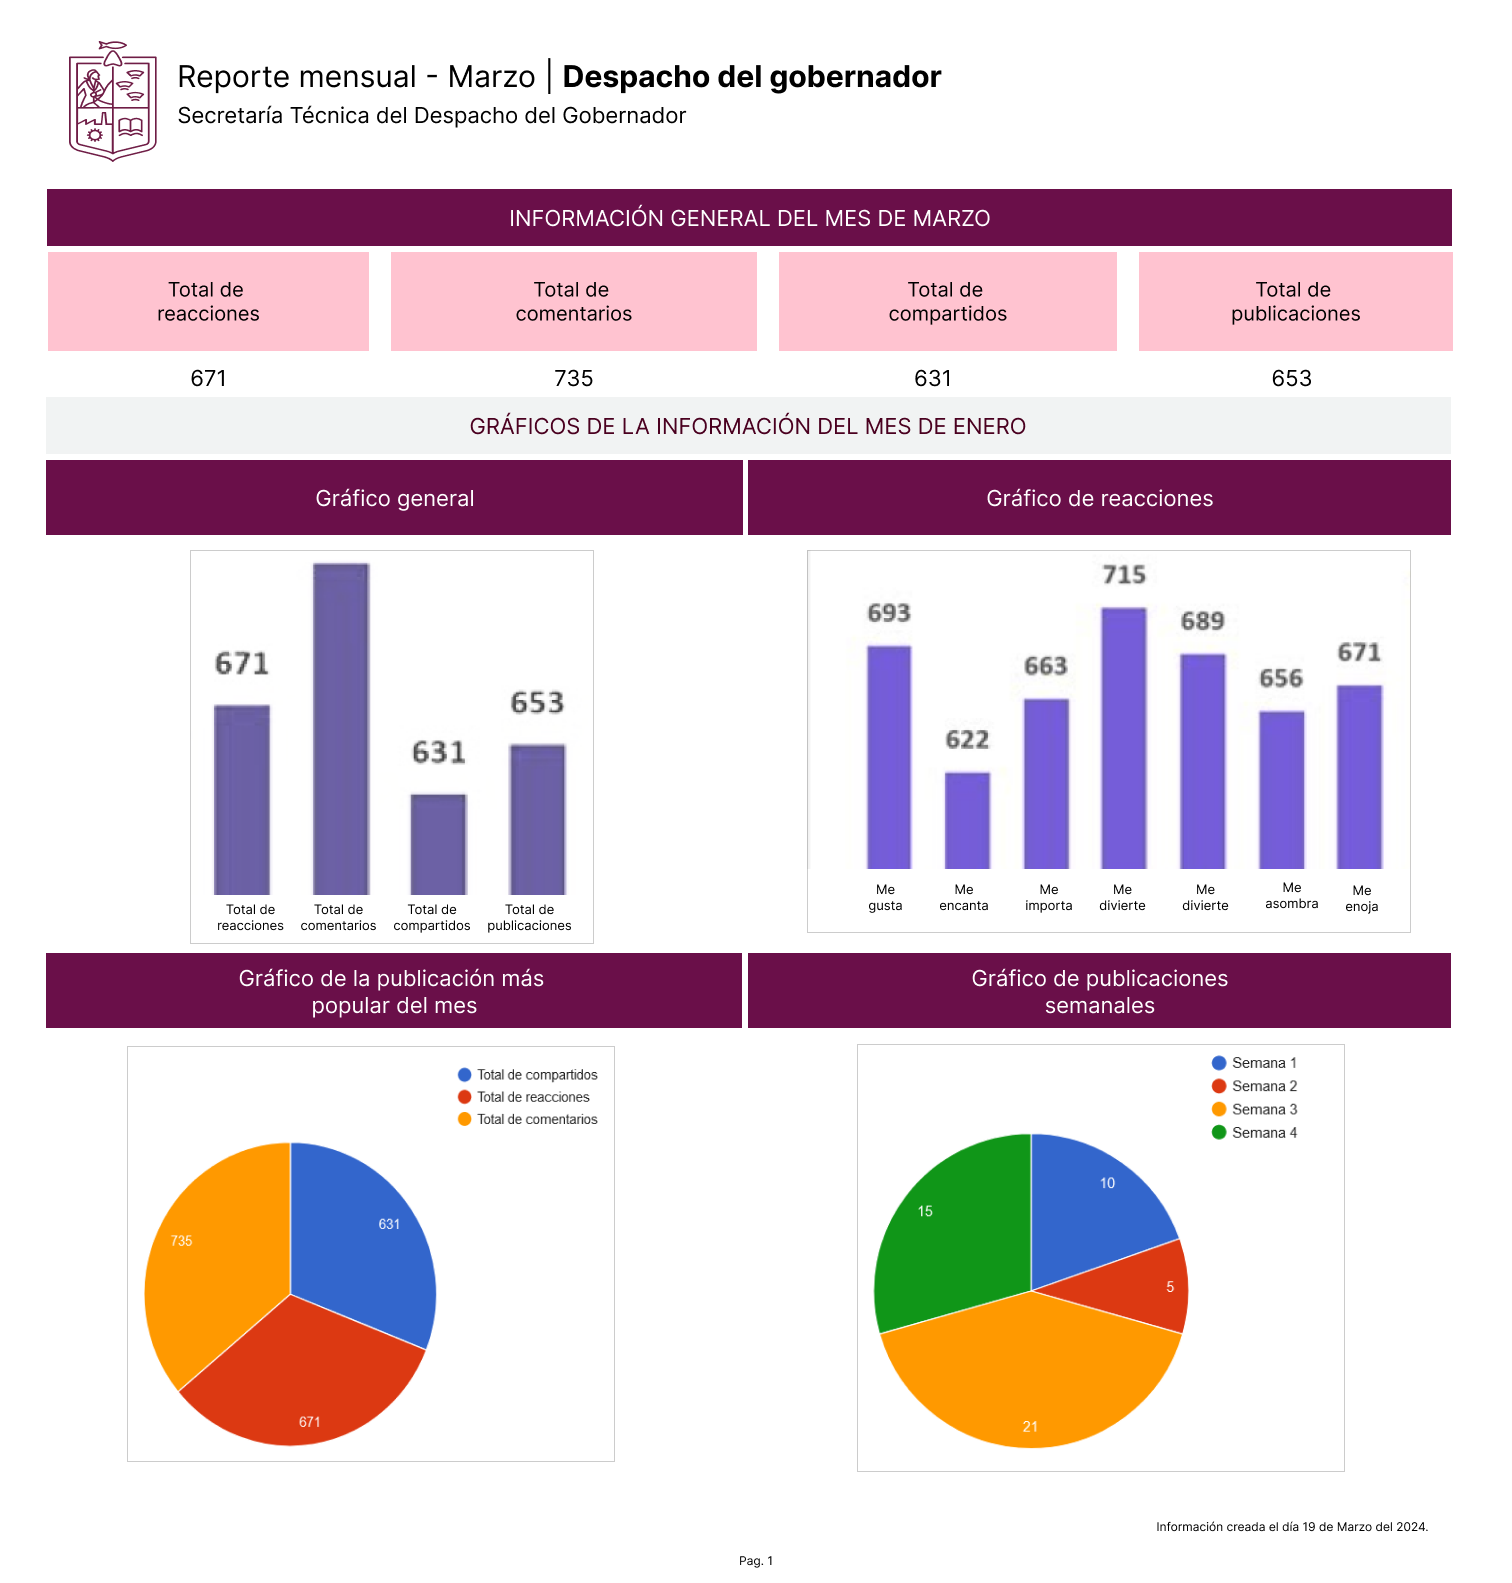 Reporte mensual - Marzo | Despacho del gobernador
Secretaría Técnica del Despacho del Gobernador
INFORMACIÓN GENERAL DEL MES DE MARZO
Total de
reacciones
Total de
comentarios
Total de
compartidos
Total de
publicaciones
671
735
631
653
GRÁFICOS DE LA INFORMACIÓN DEL MES DE ENERO
Gráfico general
Gráfico de reacciones
671
631
653
Total de
reacciones
Total de
comentarios
Total de
compartidos
Total de
publicaciones
693
622
663
715
689
656
671
Me
gusta
Me
encanta
Me
importa
Me
divierte
Me
divierte
Me
asombra
Me
enoja
Gráfico de la publicación más
popular del mes
Gráfico de publicaciones
semanales
Total de compartidos
Total de reacciones
Total de comentarios
631
735
671
Semana 1
Semana 2
Semana 3
Semana 4
10
15
5
21
Información creada el día 19 de Marzo del 2024.
Pag. 1